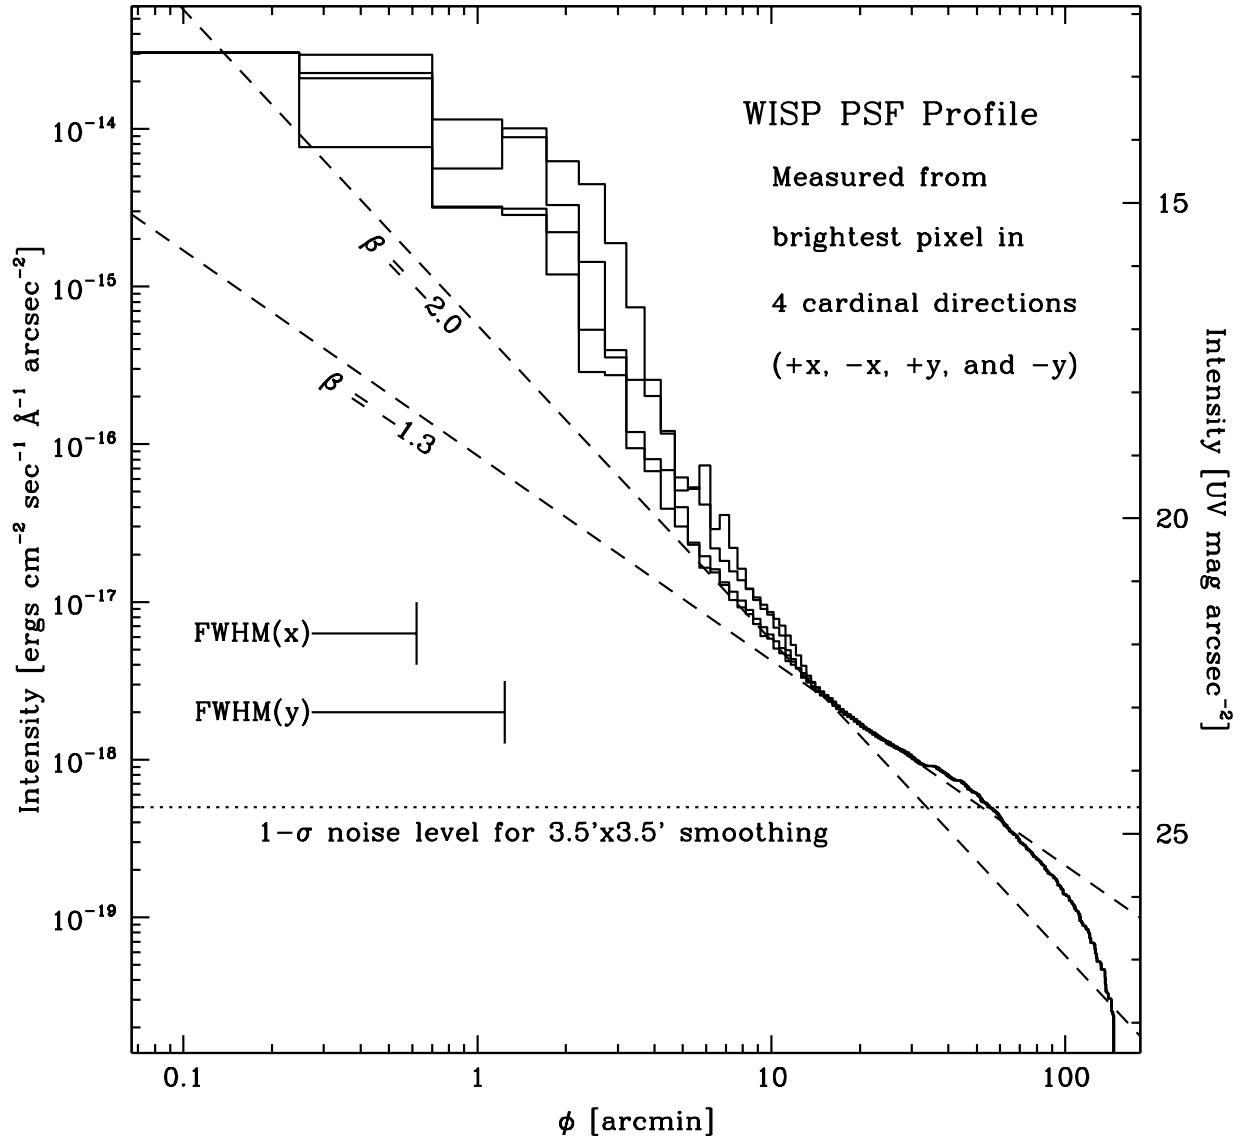 WISP PSF Profile
Measured from
brightest pixel in
4 cardinal directions
(+x, −x, +y, and −y)
β = −2.0
β = −1.3
FWHM(x)
FWHM(y)
1−σ noise level for 3.5'x3.5' smoothing
10⁻¹⁴
10⁻¹⁵
10⁻¹⁶
10⁻¹⁷
10⁻¹⁸
10⁻¹⁹
Intensity [ergs cm⁻² sec⁻¹ Å⁻¹ arcsec⁻²]
15
20
25
Intensity [UV mag arcsec⁻²]
0.1 1 10 100
ϕ [arcmin]